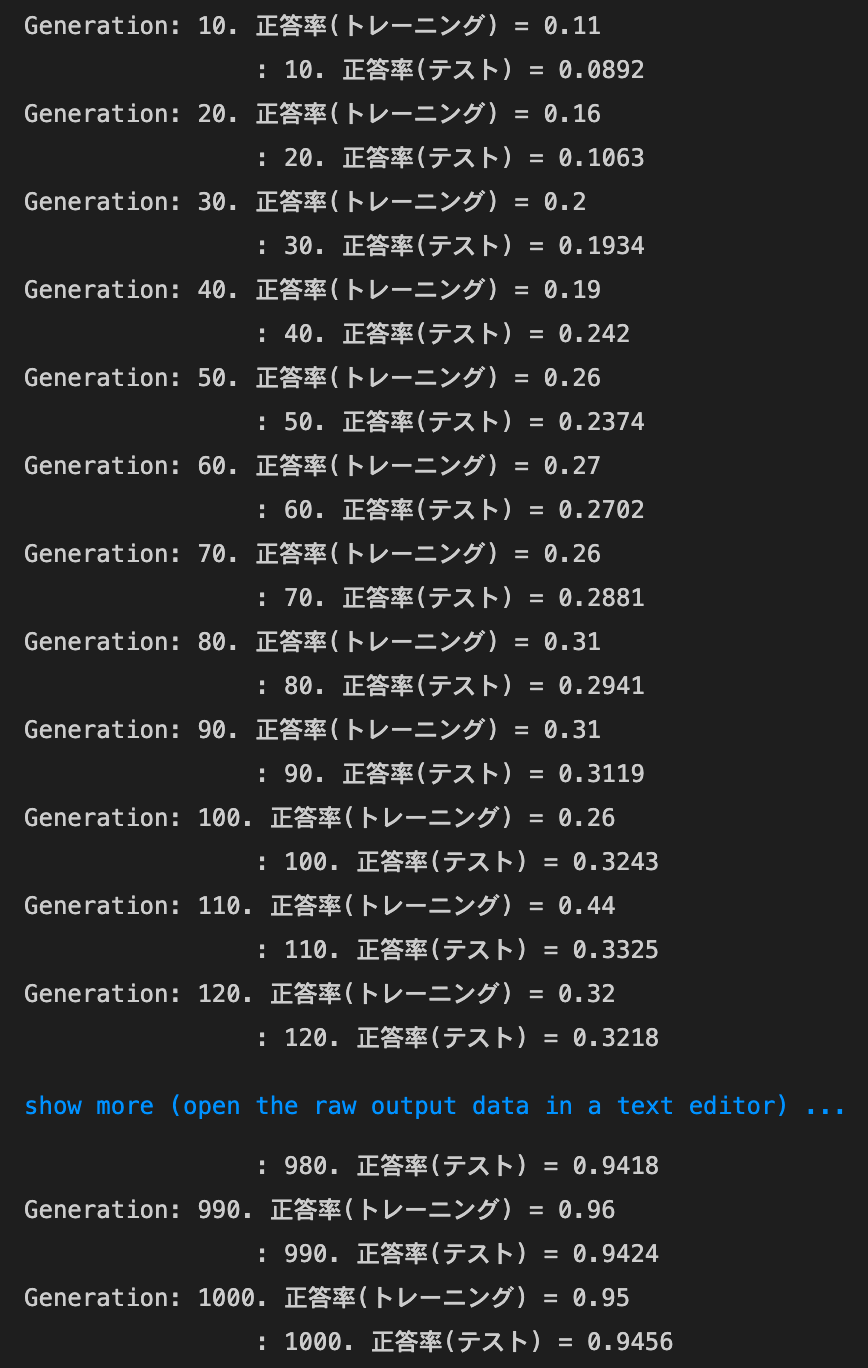 Generation: 10. 正答率(トレーニング) = 0.11
: 10. 正答率(テスト) = 0.0892
Generation: 20. 正答率(トレーニング) = 0.16
: 20. 正答率(テスト) = 0.1063
Generation: 30. 正答率(トレーニング) = 0.2
: 30. 正答率(テスト) = 0.1934
Generation: 40. 正答率(トレーニング) = 0.19
: 40. 正答率(テスト) = 0.242
Generation: 50. 正答率(トレーニング) = 0.26
: 50. 正答率(テスト) = 0.2374
Generation: 60. 正答率(トレーニング) = 0.27
: 60. 正答率(テスト) = 0.2702
Generation: 70. 正答率(トレーニング) = 0.26
: 70. 正答率(テスト) = 0.2881
Generation: 80. 正答率(トレーニング) = 0.31
: 80. 正答率(テスト) = 0.2941
Generation: 90. 正答率(トレーニング) = 0.31
: 90. 正答率(テスト) = 0.3119
Generation: 100. 正答率(トレーニング) = 0.26
: 100. 正答率(テスト) = 0.3243
Generation: 110. 正答率(トレーニング) = 0.44
: 110. 正答率(テスト) = 0.3325
Generation: 120. 正答率(トレーニング) = 0.32
: 120. 正答率(テスト) = 0.3218
show more (open the raw output data in a text editor) ...
: 980. 正答率(テスト) = 0.9418
Generation: 990. 正答率(トレーニング) = 0.96
: 990. 正答率(テスト) = 0.9424
Generation: 1000. 正答率(トレーニング) = 0.95
: 1000. 正答率(テスト) = 0.9456